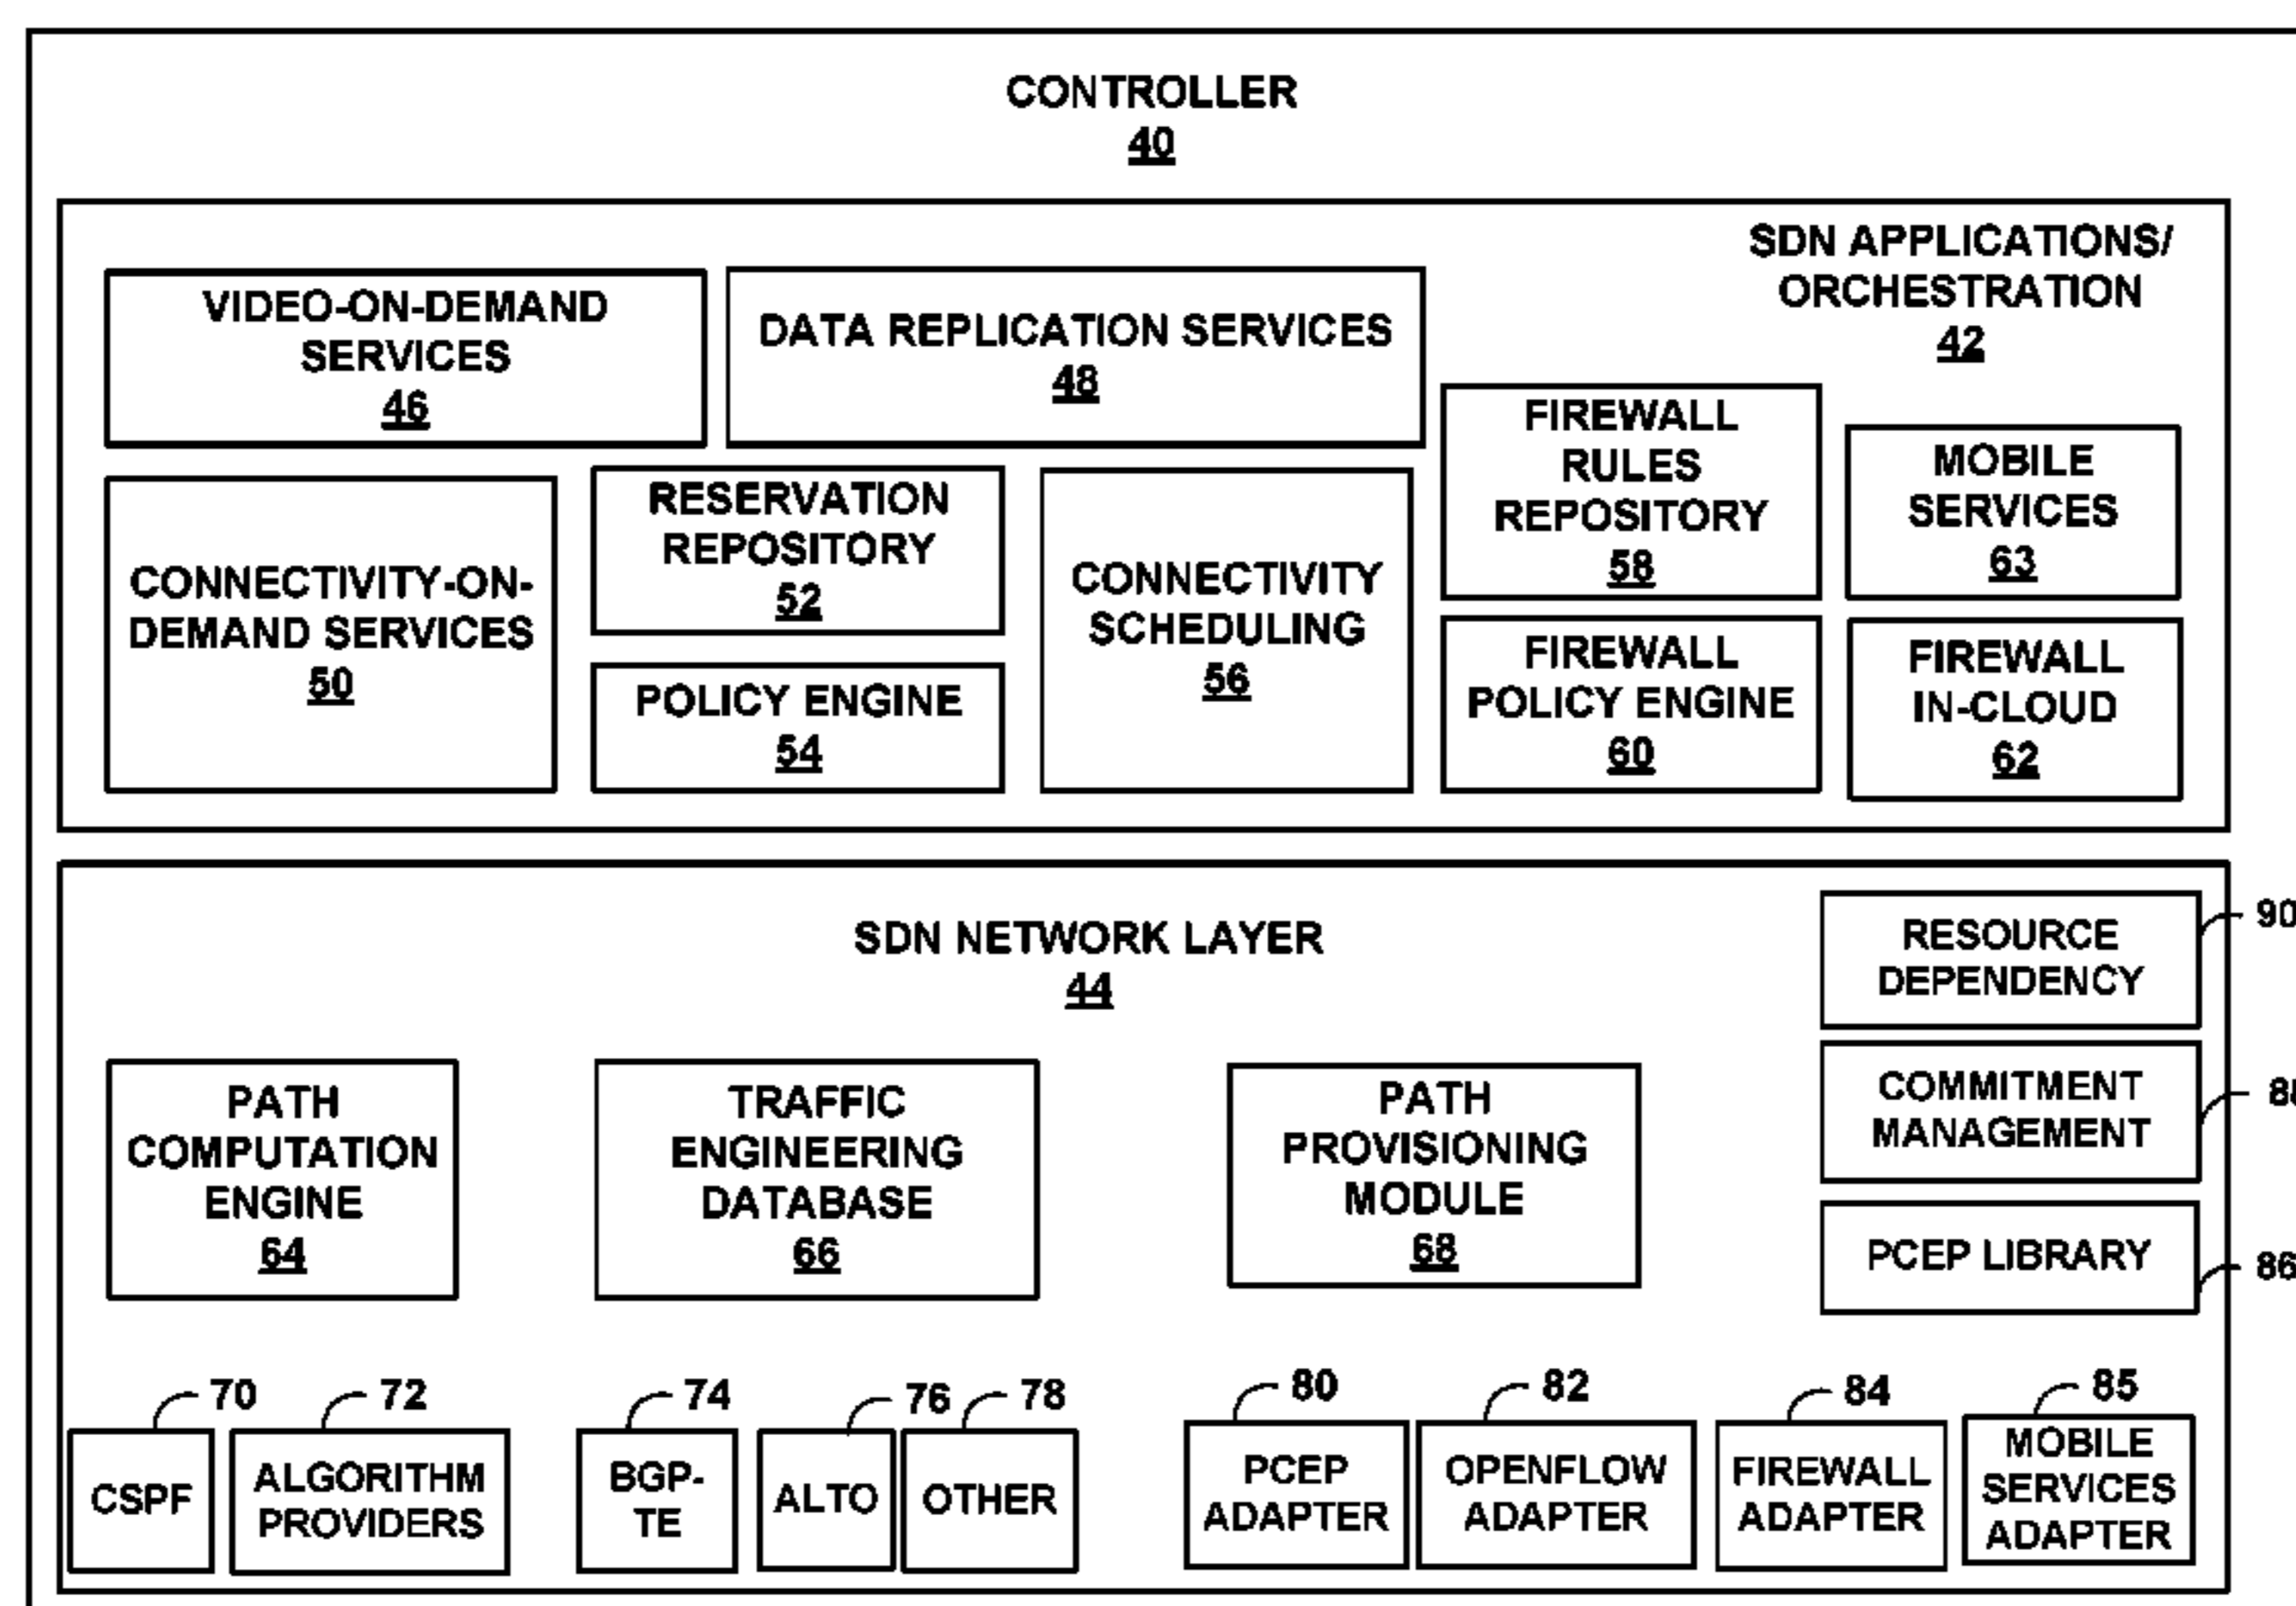 CONTROLLER
40
SDN APPLICATIONS/
ORCHESTRATION
42
VIDEO-ON-DEMAND
SERVICES
46
DATA REPLICATION SERVICES
48
FIREWALL
RULES
REPOSITORY
58
MOBILE
SERVICES
63
CONNECTIVITY-ON-
DEMAND SERVICES
50
RESERVATION
REPOSITORY
52
POLICY ENGINE
54
CONNECTIVITY
SCHEDULING
56
FIREWALL
POLICY ENGINE
60
FIREWALL
IN-CLOUD
62
SDN NETWORK LAYER
44
RESOURCE
DEPENDENCY
90
COMMITMENT
MANAGEMENT
PCEP LIBRARY
86
PATH
COMPUTATION
ENGINE
64
TRAFFIC
ENGINEERING
DATABASE
66
PATH
PROVISIONING
MODULE
68
70
CSPF
72
ALGORITHM
PROVIDERS
74
BGP-
TE
76
ALTO
78
OTHER
80
PCEP
ADAPTER
82
OPENFLOW
ADAPTER
84
FIREWALL
ADAPTER
85
MOBILE
SERVICES
ADAPTER